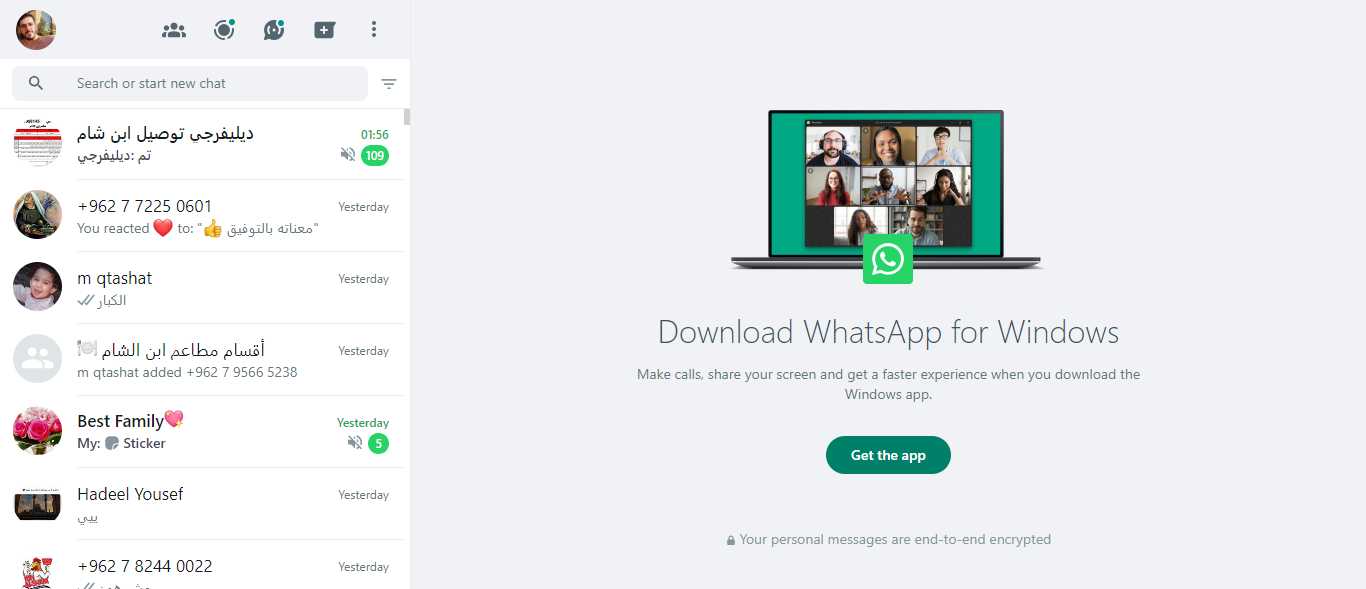 Search or start new chat
ديليفرجي توصيل ابن شام
01:56
تم :ديليفرجي
109
+962 7 7225 0601
Yesterday
You reacted ❤️ to: "👍 معناته بالتوفيق"
m qtashat
Yesterday
الكبار
أقسام مطاعم ابن الشام 🍽️
Yesterday
m qtashat added +962 7 9566 5238
Best Family💘
Yesterday
My: Sticker
5
Hadeel Yousef
Yesterday
ييي
+962 7 8244 0022
Yesterday
Download WhatsApp for Windows
Make calls, share your screen and get a faster experience when you download the
Windows app.
Get the app
Your personal messages are end-to-end encrypted